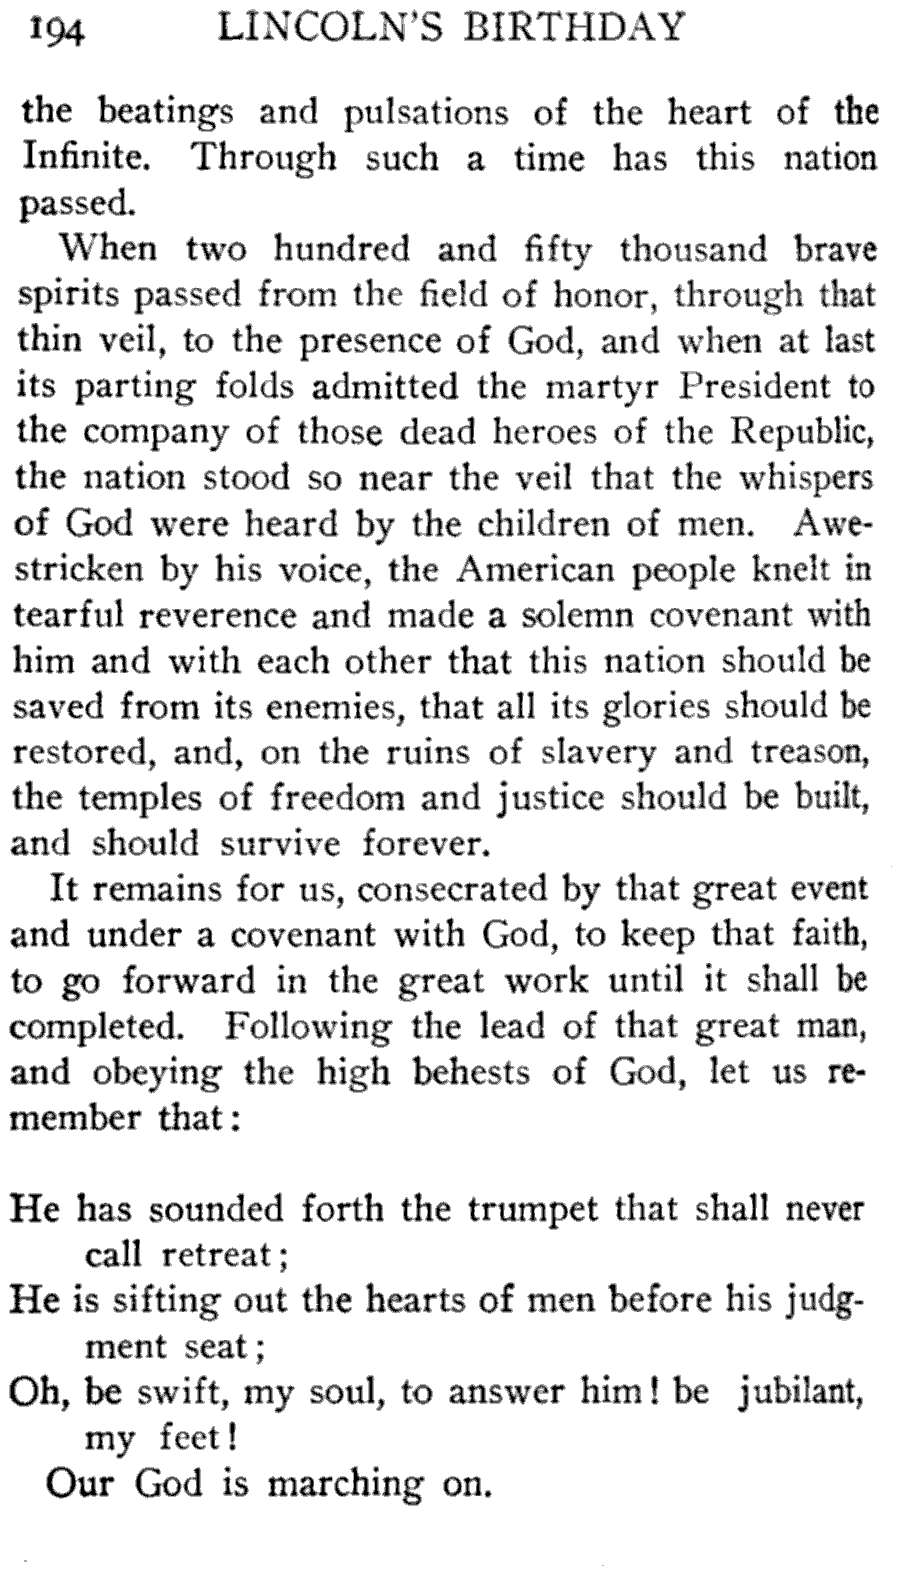 194 LINCOLN'S BIRTHDAY
the beatings and pulsations of the heart of the
Infinite. Through such a time has this nation
passed.
When two hundred and fifty thousand brave
spirits passed from the field of honor, through that
thin veil, to the presence of God, and when at last
its parting folds admitted the martyr President to
the company of those dead heroes of the Republic,
the nation stood so near the veil that the whispers
of God were heard by the children of men. Awe-
stricken by his voice, the American people knelt in
tearful reverence and made a solemn covenant with
him and with each other that this nation should be
saved from its enemies, that all its glories should be
restored, and, on the ruins of slavery and treason,
the temples of freedom and justice should be built,
and should survive forever.
It remains for us, consecrated by that great event
and under a covenant with God, to keep that faith,
to go forward in the great work until it shall be
completed. Following the lead of that great man,
and obeying the high behests of God, let us re-
member that:
He has sounded forth the trumpet that shall never
call retreat;
He is sifting out the hearts of men before his judg-
ment seat;
Oh, be swift, my soul, to answer him! be jubilant,
my feet!
Our God is marching on.